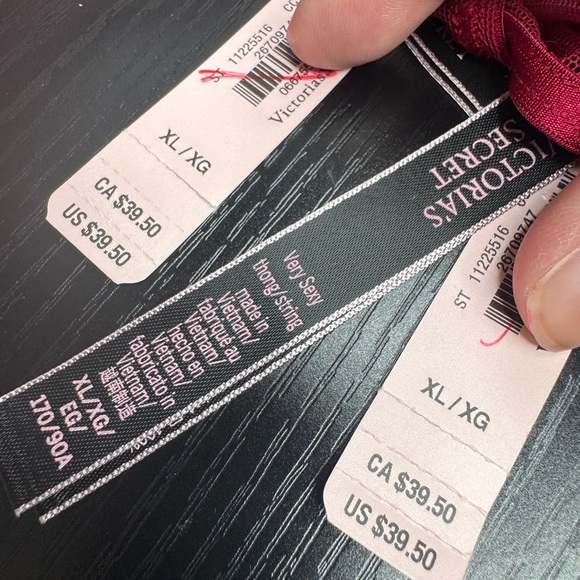 ST 11225516
26709747
Victorias
XL/XG
CA $39.50
US $39.50
VICTORIA'S
SECRET
Very Sexy
thong/string
made in
Vietnam/
fabriqué au
Vietnam/
hecho en
Vietnam/
fabricato in
Vietnam/
越南制造
XL/XG/
EG/
170/90A
ST 11225516
26709747
XL/XG
CA $39.50
US $39.50